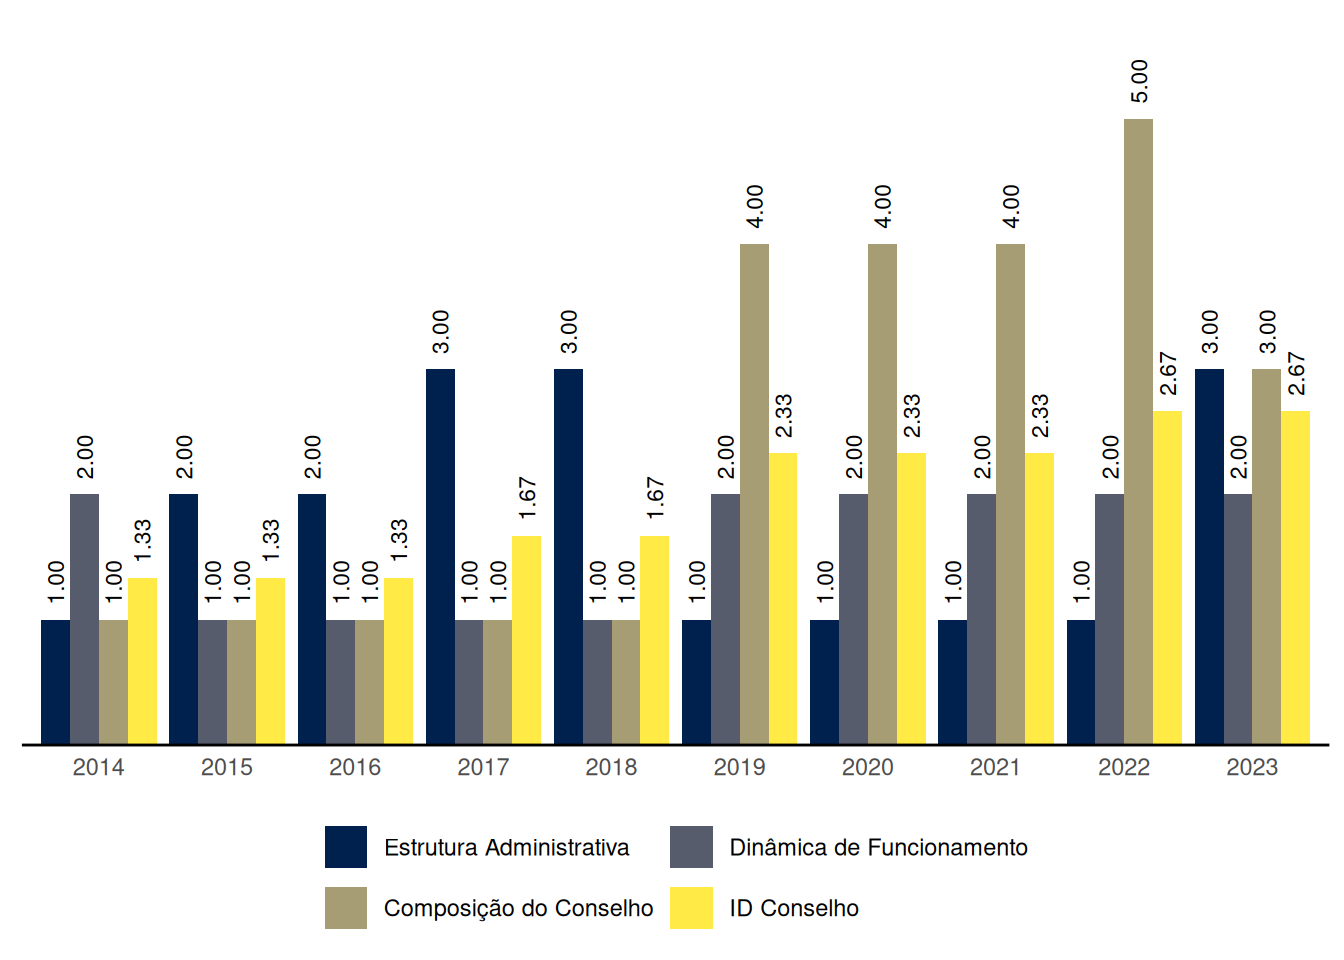 5.00
4.00 4.00 4.00
3.00 3.00 3.00 3.00
2.67 2.67
2.33 2.33 2.33
2.00 2.00 2.00 2.00 2.00 2.00 2.00 2.00
1.67 1.67
1.33 1.33 1.33
1.00 1.00 1.00 1.00 1.00 1.00 1.00 1.00 1.00 1.00 1.00 1.00 1.00 1.00
2014 2015 2016 2017 2018 2019 2020 2021 2022 2023
Estrutura Administrativa Dinâmica de Funcionamento
Composição do Conselho ID Conselho